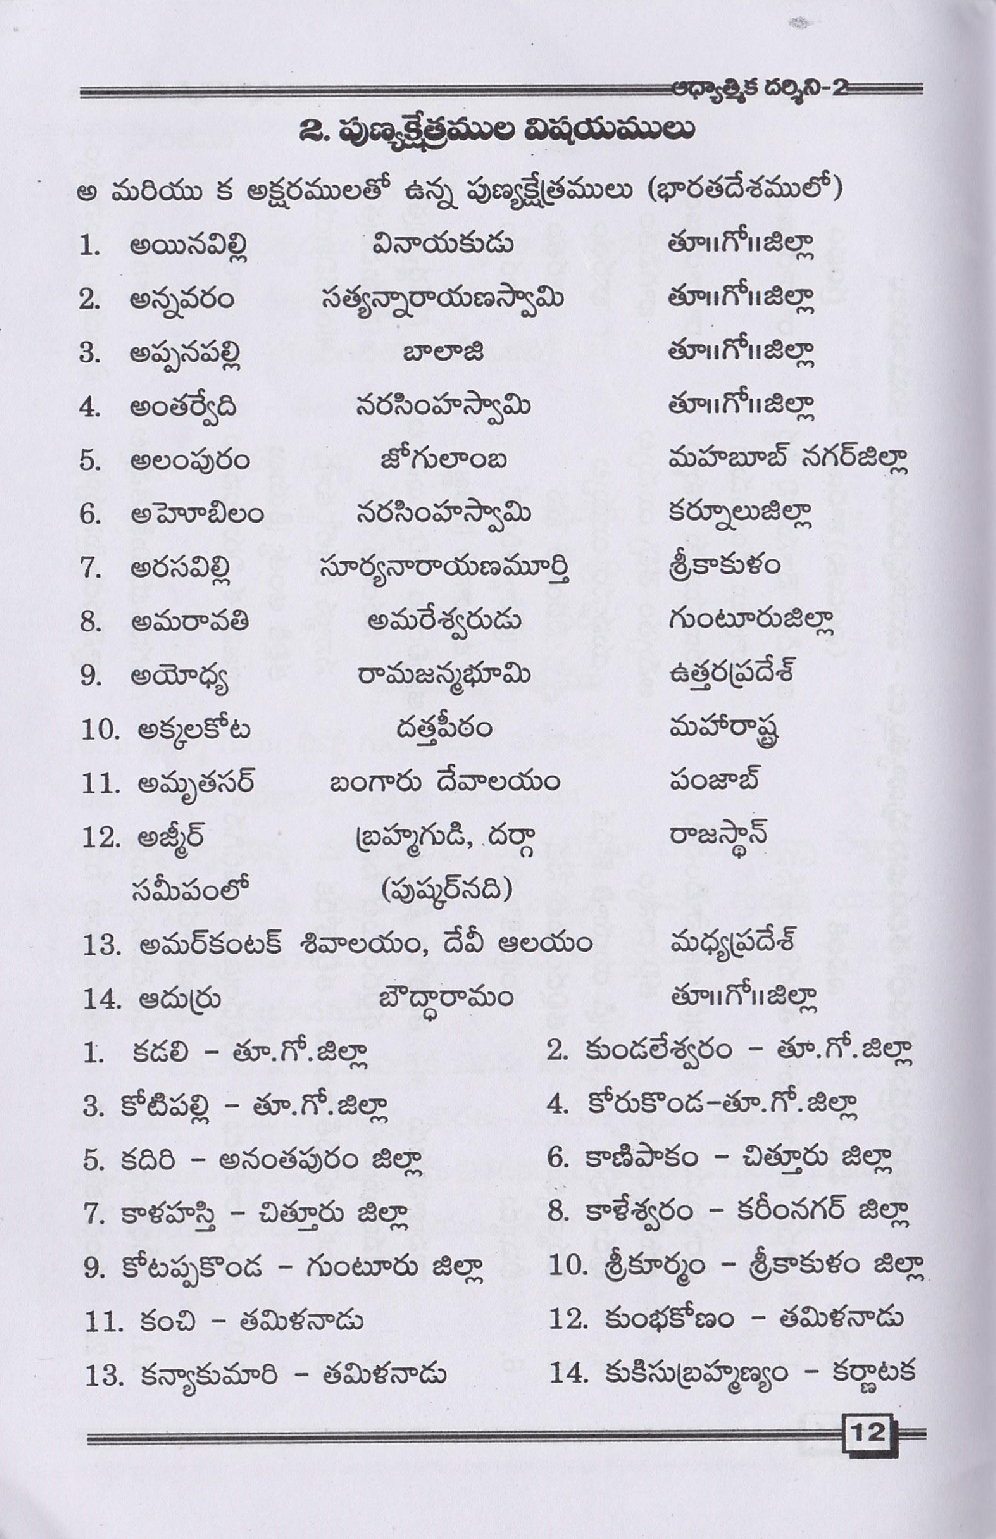 ఆధ్యాత్మిక దర్శిని-2
2. పుణ్యక్షేత్రముల విషయములు
అ మరియు క అక్షరములతో ఉన్న పుణ్యక్షేత్రములు (భారతదేశములో)
1. అయినవిల్లి వినాయకుడు తూ॥గో॥జిల్లా
2. అన్నవరం సత్యన్నారాయణస్వామి తూ॥గో॥జిల్లా
3. అప్పనపల్లి బాలాజి తూ॥గో॥జిల్లా
4. అంతర్వేది నరసింహస్వామి తూ॥గో॥జిల్లా
5. అలంపురం జోగులాంబ మహబూబ్ నగర్‌జిల్లా
6. అహోబిలం నరసింహస్వామి కర్నూలుజిల్లా
7. అరసవిల్లి సూర్యనారాయణమూర్తి శ్రీకాకుళం
8. అమరావతి అమరేశ్వరుడు గుంటూరుజిల్లా
9. అయోధ్య రామజన్మభూమి ఉత్తరప్రదేశ్
10. అక్కలకోట దత్తపీఠం మహారాష్ట్ర
11. అమృతసర్ బంగారు దేవాలయం పంజాబ్
12. అజ్మీర్ బ్రహ్మగుడి, దర్గా రాజస్థాన్
సమీపంలో (పుష్కర్‌నది)
13. అమర్‌కంటక్ శివాలయం, దేవీ ఆలయం మధ్యప్రదేశ్
14. ఆదుర్రు బౌద్ధారామం తూ॥గో॥జిల్లా
1. కడలి - తూ.గో.జిల్లా 2. కుండలేశ్వరం - తూ.గో.జిల్లా
3. కోటిపల్లి - తూ.గో.జిల్లా 4. కోరుకొండ-తూ.గో.జిల్లా
5. కదిరి - అనంతపురం జిల్లా 6. కాణిపాకం - చిత్తూరు జిల్లా
7. కాళహస్తి - చిత్తూరు జిల్లా 8. కాళేశ్వరం - కరీంనగర్ జిల్లా
9. కోటప్పకొండ - గుంటూరు జిల్లా 10. శ్రీకూర్మం - శ్రీకాకుళం జిల్లా
11. కంచి - తమిళనాడు 12. కుంభకోణం - తమిళనాడు
13. కన్యాకుమారి - తమిళనాడు 14. కుకిసుబ్రహ్మణ్యం - కర్ణాటక
12